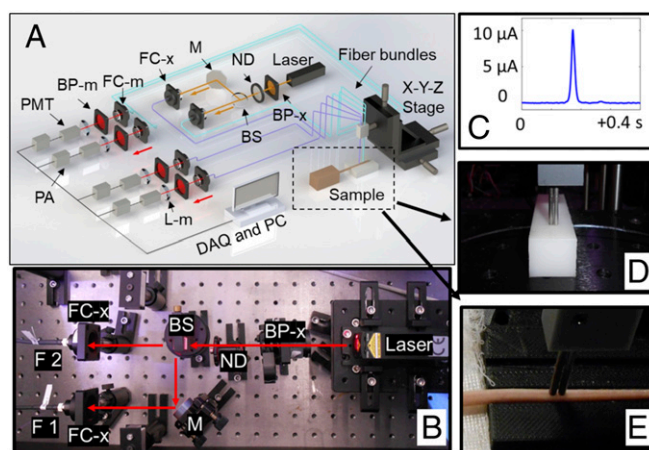 A
FC-x
M
ND
Laser
Fiber bundles
BP-m
FC-m
PMT
BS
BP-x
X-Y-Z
Stage
PA
L-m
Sample
DAQ and PC
10 µA
5 µA
0
0
+0.4 s
C
D
FC-x
BS
BP-x
F 2
ND
Laser
F 1
FC-x
M
B
E